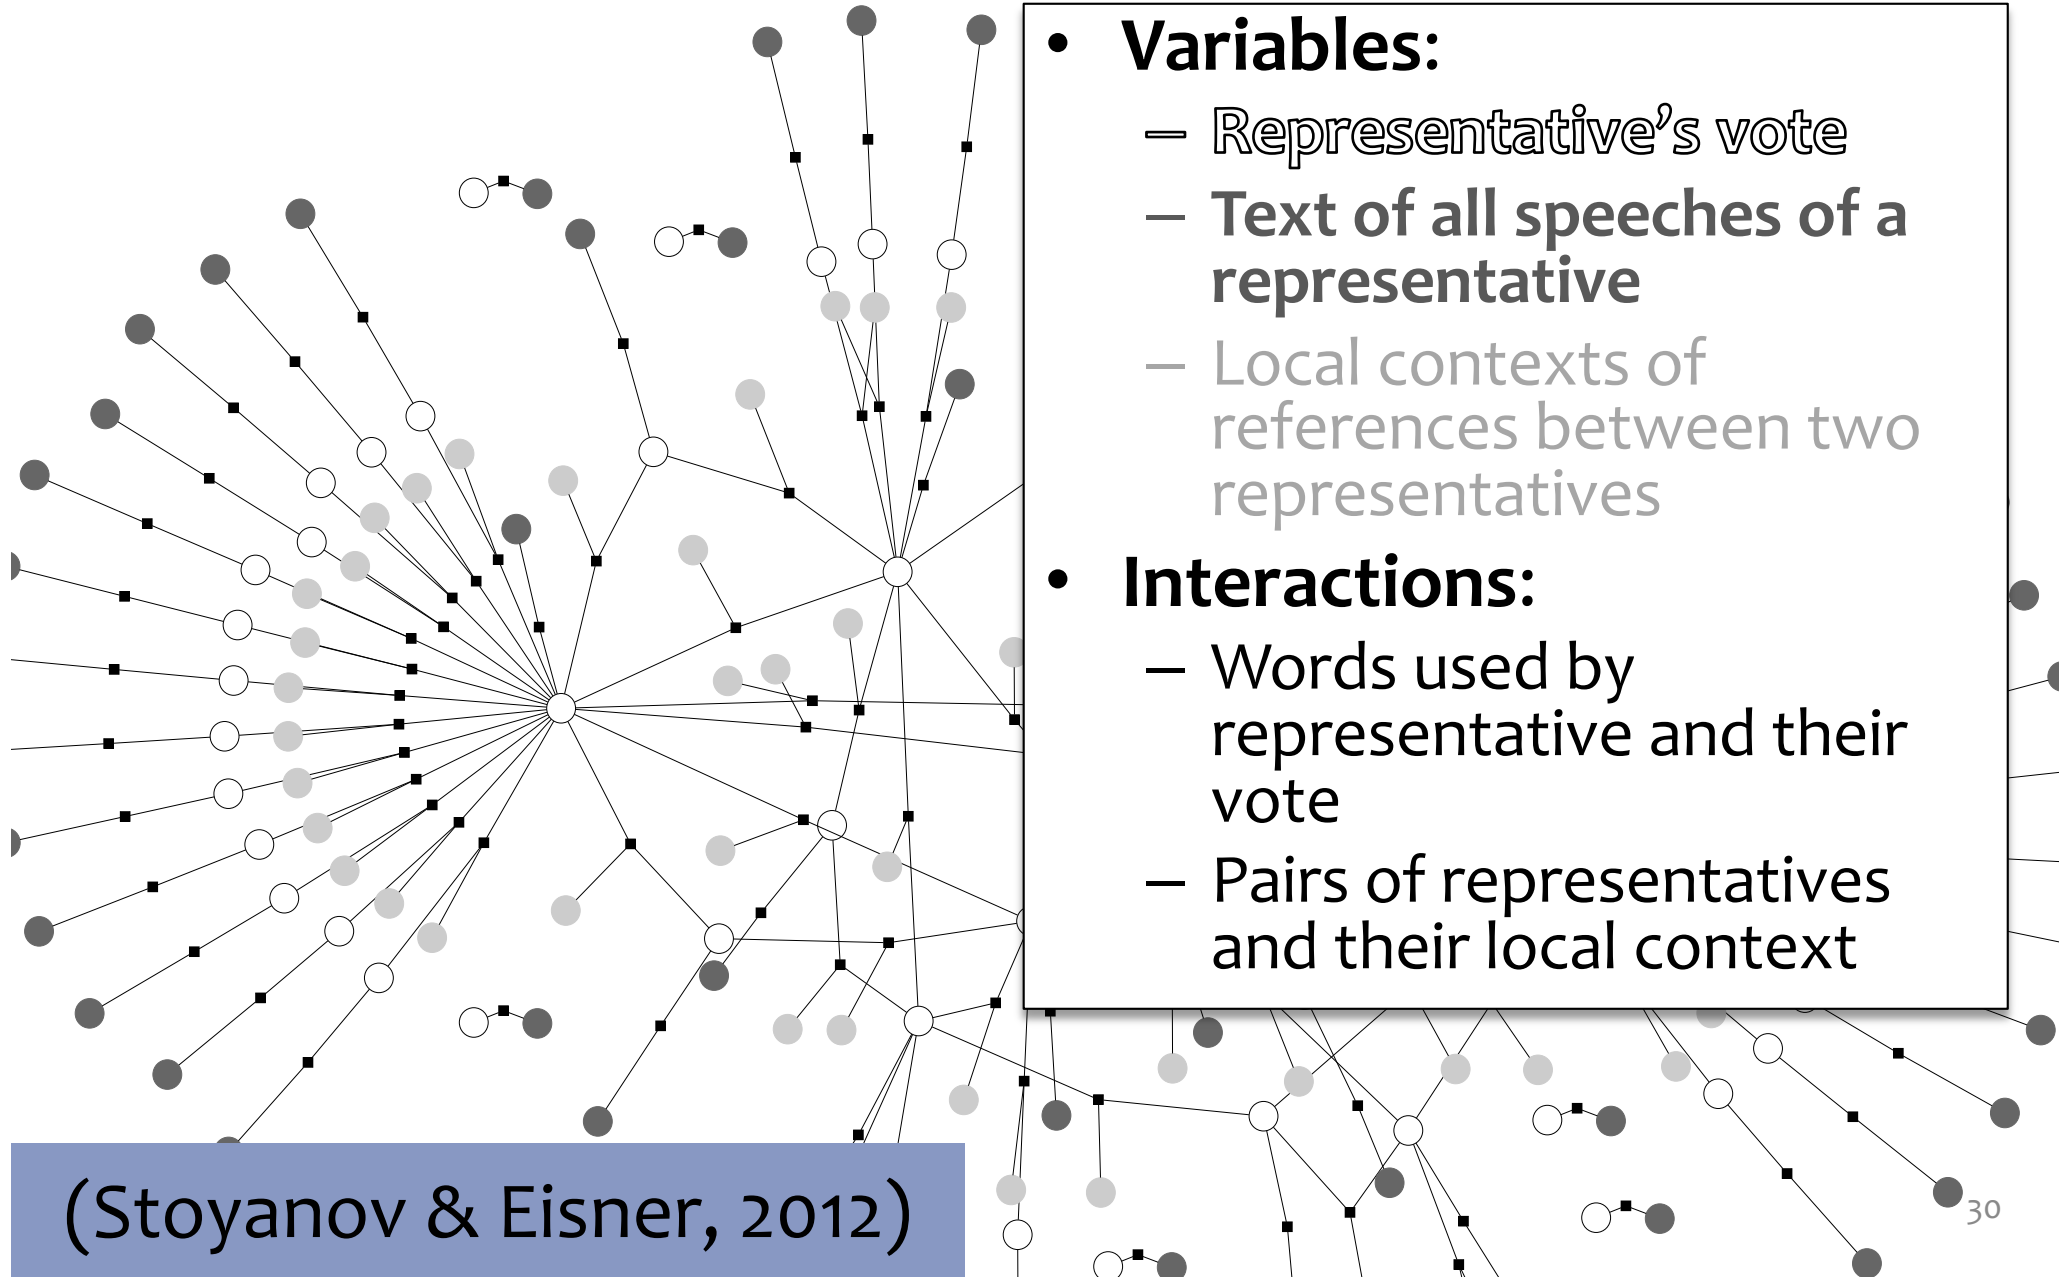 • Variables:
– Representative’s vote
– Text of all speeches of a
representative
– Local contexts of
references between two
representatives
• Interactions:
– Words used by
representative and their
vote
– Pairs of representatives
and their local context
(Stoyanov & Eisner, 2012)
30